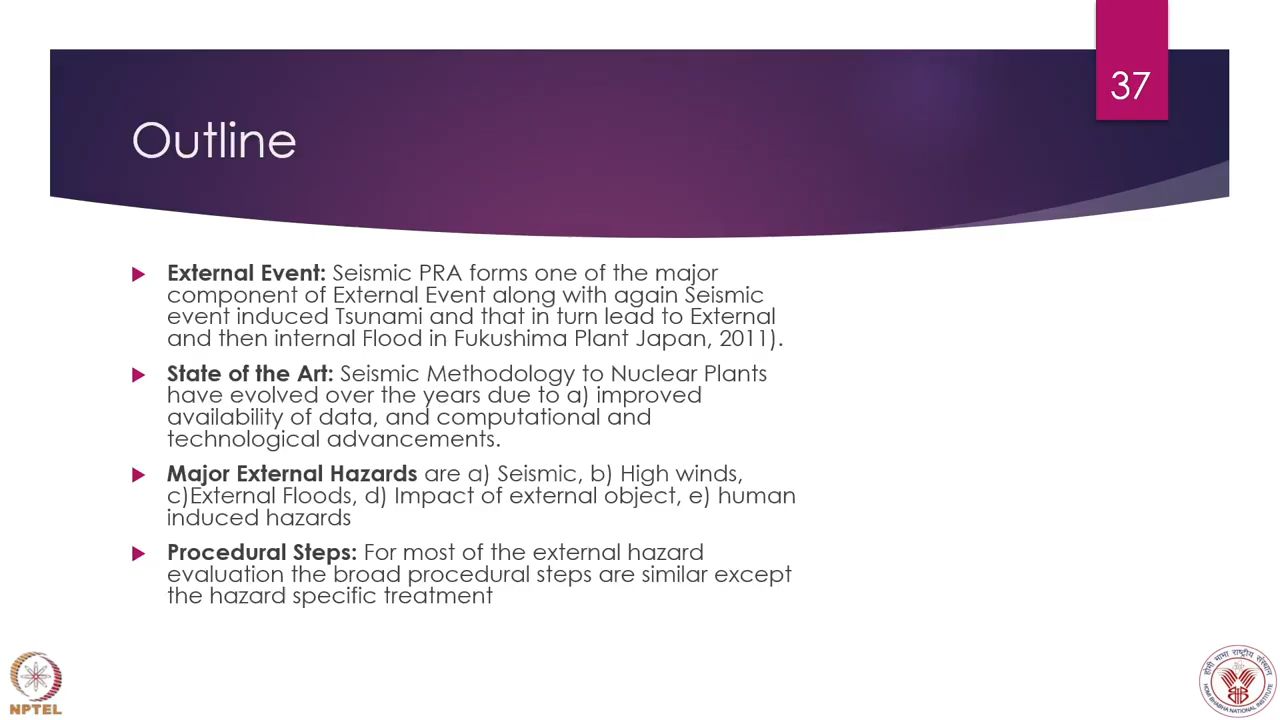 37
Outline
External Event: Seismic PRA forms one of the major
component of External Event along with again Seismic
event induced Tsunami and that in turn lead to External
and then internal Flood in Fukushima Plant Japan, 2011).
State of the Art: Seismic Methodology to Nuclear Plants
have evolved over the years due to a) improved
availability of data, and computational and
technological advancements.
Major External Hazards are a) Seismic, b) High winds,
c)External Floods, d) Impact of external object, e) human
induced hazards
Procedural Steps: For most of the external hazard
evaluation the broad procedural steps are similar except
the hazard specific treatment
NPTEL
होमी भाभा राष्ट्रीय संस्थान
HOMI BHABHA NATIONAL INSTITUTE